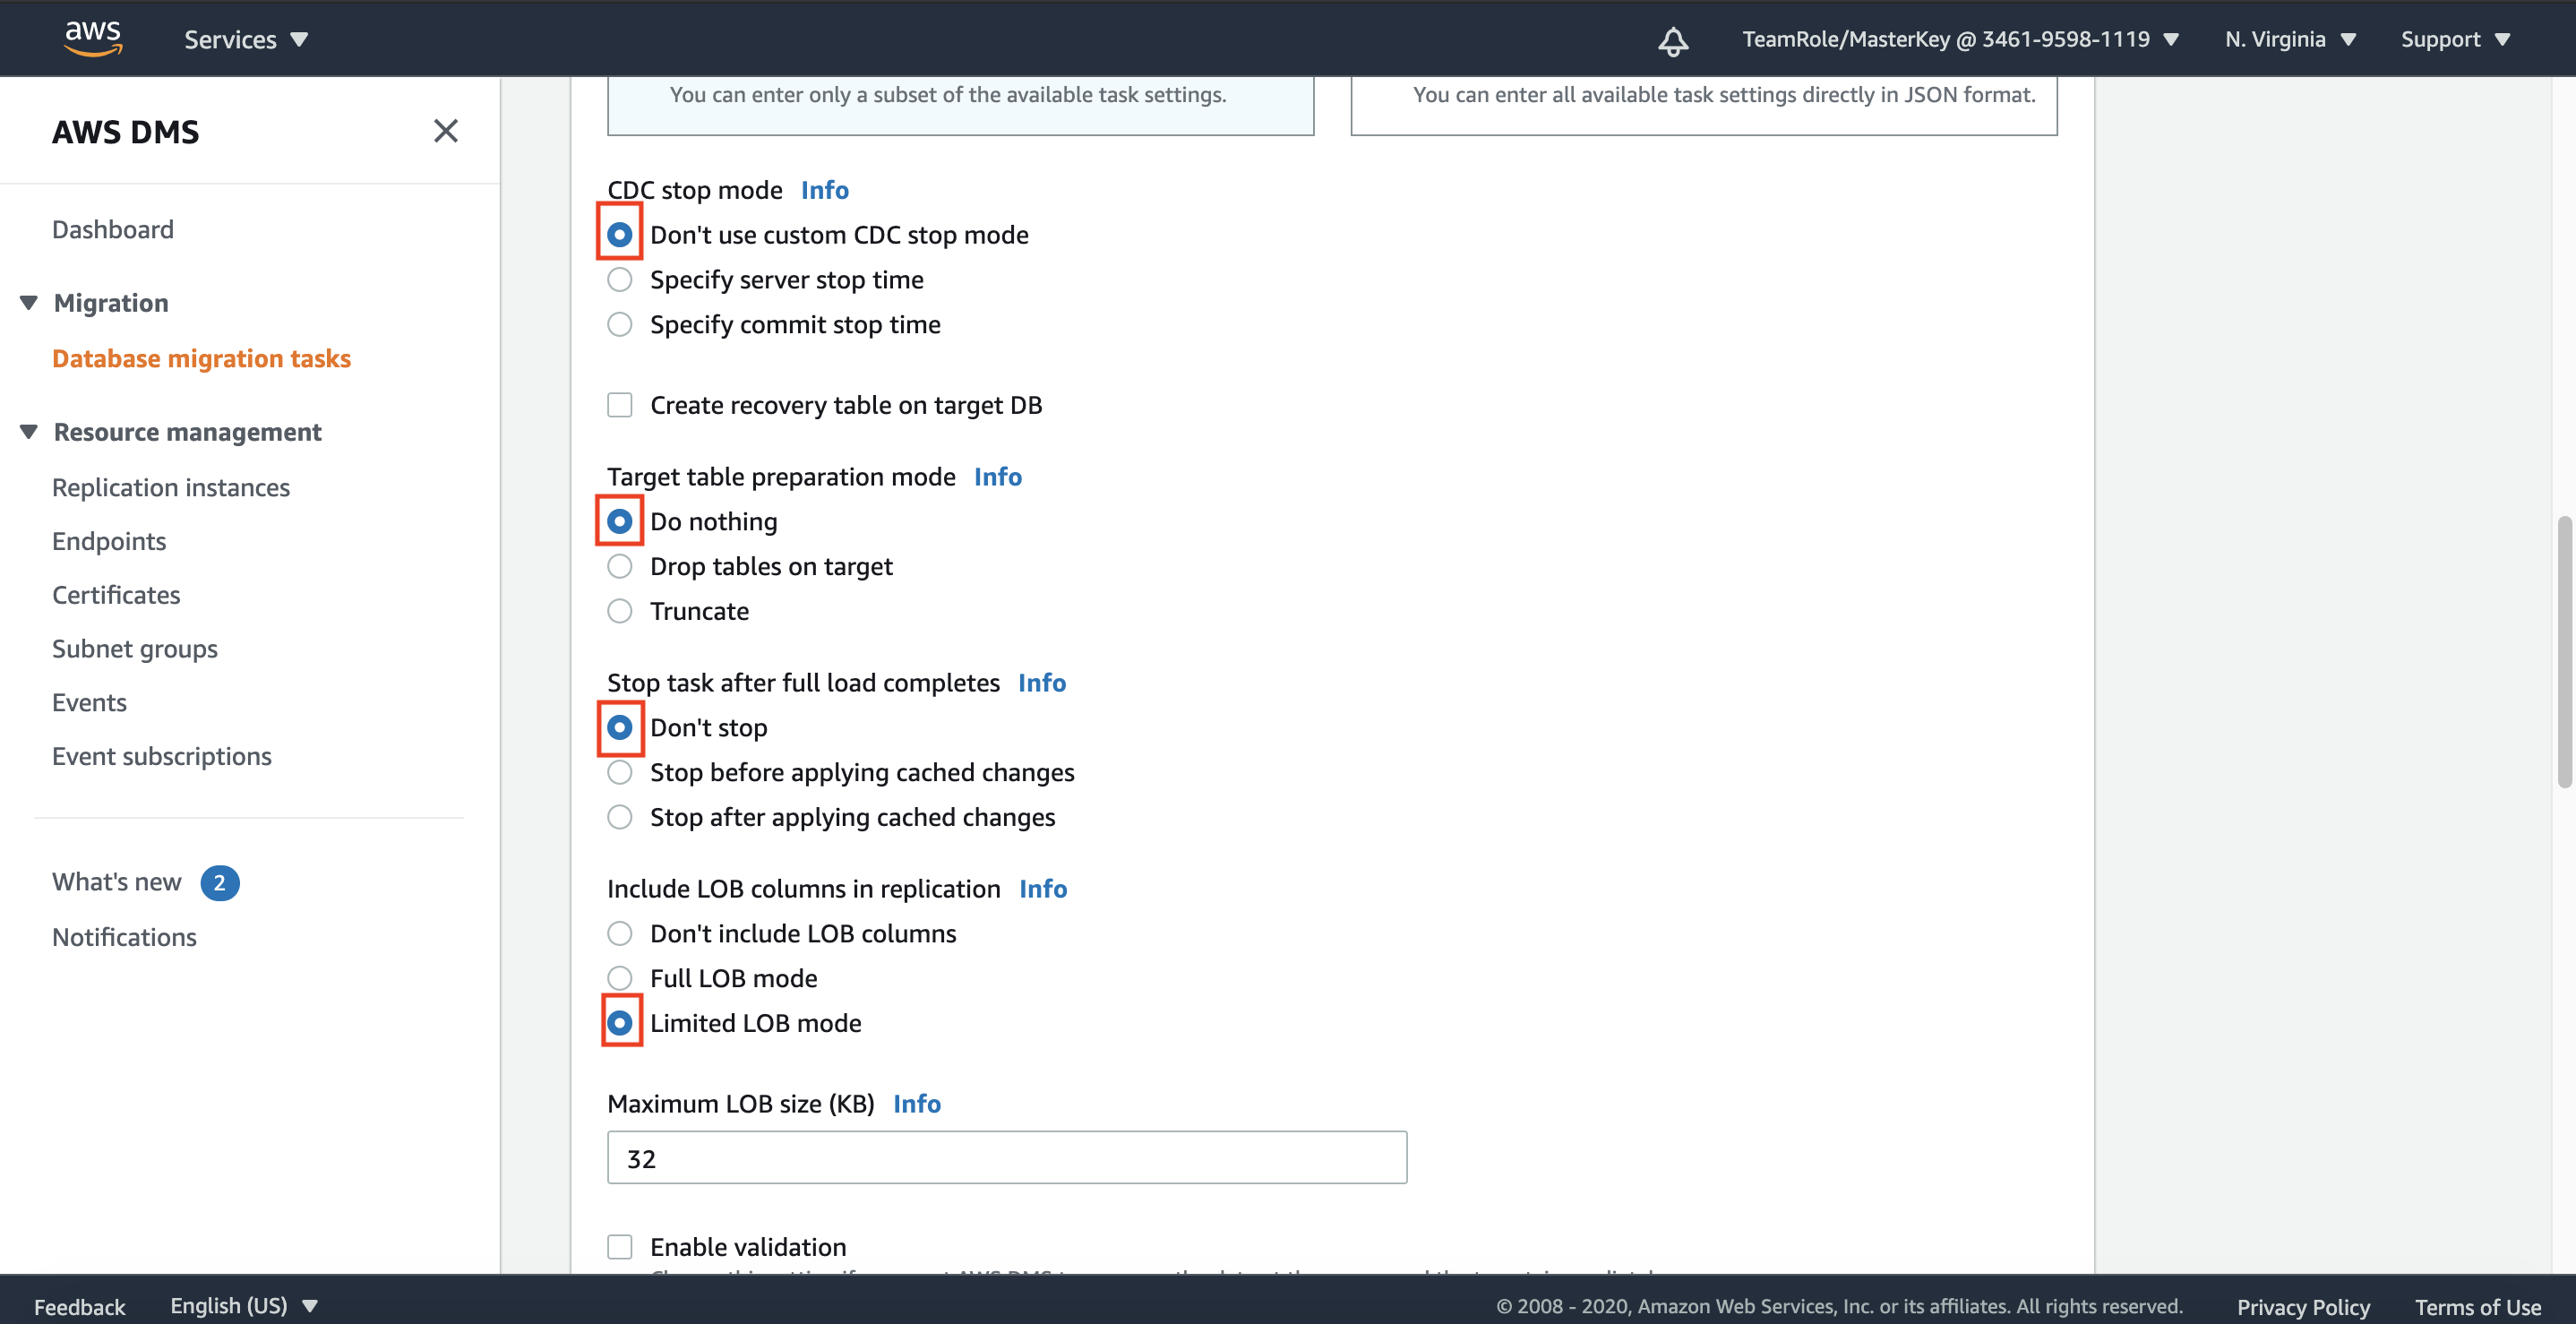 aws
Services
TeamRole/MasterKey @ 3461-9598-1119
N. Virginia
Support
AWS DMS
Dashboard
Migration
Database migration tasks
Resource management
Replication instances
Endpoints
Certificates
Subnet groups
Events
Event subscriptions
What's new 2
Notifications
You can enter only a subset of the available task settings.
You can enter all available task settings directly in JSON format.
CDC stop mode Info
Don't use custom CDC stop mode
Specify server stop time
Specify commit stop time
Create recovery table on target DB
Target table preparation mode Info
Do nothing
Drop tables on target
Truncate
Stop task after full load completes Info
Don't stop
Stop before applying cached changes
Stop after applying cached changes
Include LOB columns in replication Info
Don't include LOB columns
Full LOB mode
Limited LOB mode
Maximum LOB size (KB) Info
32
Enable validation
Feedback
English (US)
© 2008 - 2020, Amazon Web Services, Inc. or its affiliates. All rights reserved.
Privacy Policy
Terms of Use